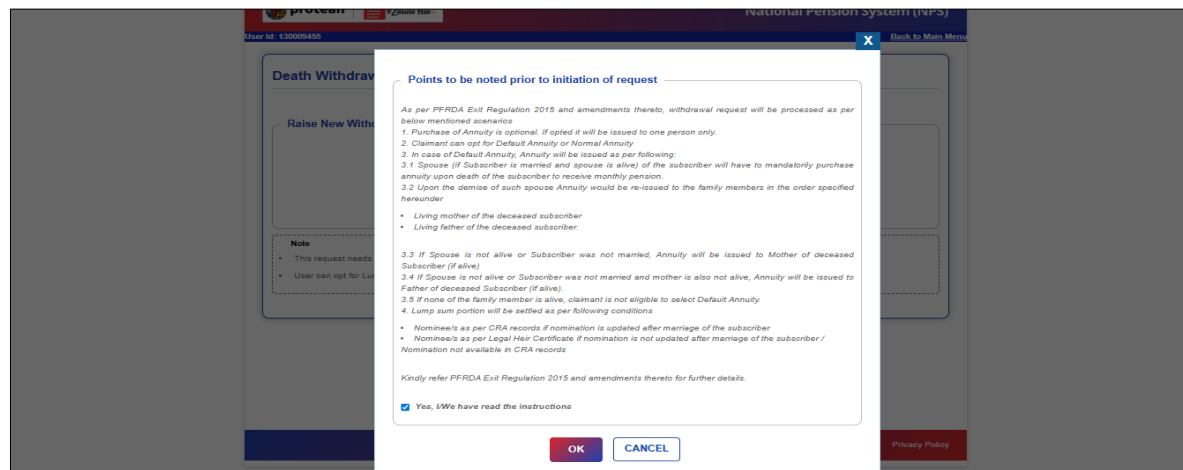 protean
National Pension System (NPS)
User Id: 130009455
Back to Main Menu
X
Death Withdraw
Points to be noted prior to initiation of request
Raise New Withd
As per PFRDA Exit Regulation 2015 and amendments thereto, withdrawal request will be processed as per
below mentioned scenarios
1. Purchase of Annuity is optional. If opted it will be issued to one person only.
2. Claimant can opt for Default Annuity or Normal Annuity
3. In case of Default Annuity, Annuity will be issued as per following:
3.1 Spouse (if Subscriber is married and spouse is alive) of the subscriber will have to mandatorily purchase
annuity upon death of the subscriber to receive monthly pension.
3.2 Upon the demise of such spouse Annuity would be re-issued to the family members in the order specified
hereunder
• Living mother of the deceased subscriber
• Living father of the deceased subscriber.
Note
• This request needs
• User can opt for Lu
3.3 If Spouse is not alive or Subscriber was not married, Annuity will be issued to Mother of deceased
Subscriber (if alive)
3.4 If Spouse is not alive or Subscriber was not married and mother is also not alive, Annuity will be issued to
Father of deceased Subscriber (if alive).
3.5 If none of the family member is alive, claimant is not eligible to select Default Annuity.
4. Lump sum portion will be settled as per following conditions
• Nominee/s as per CRA records if nomination is updated after marriage of the subscriber
• Nominee/s as per Legal Heir Certificate if nomination is not updated after marriage of the subscriber /
Nomination not available in CRA records
Kindly refer PFRDA Exit Regulation 2015 and amendments thereto for further details.
Yes, I/We have read the instructions
OK
CANCEL
Privacy Policy